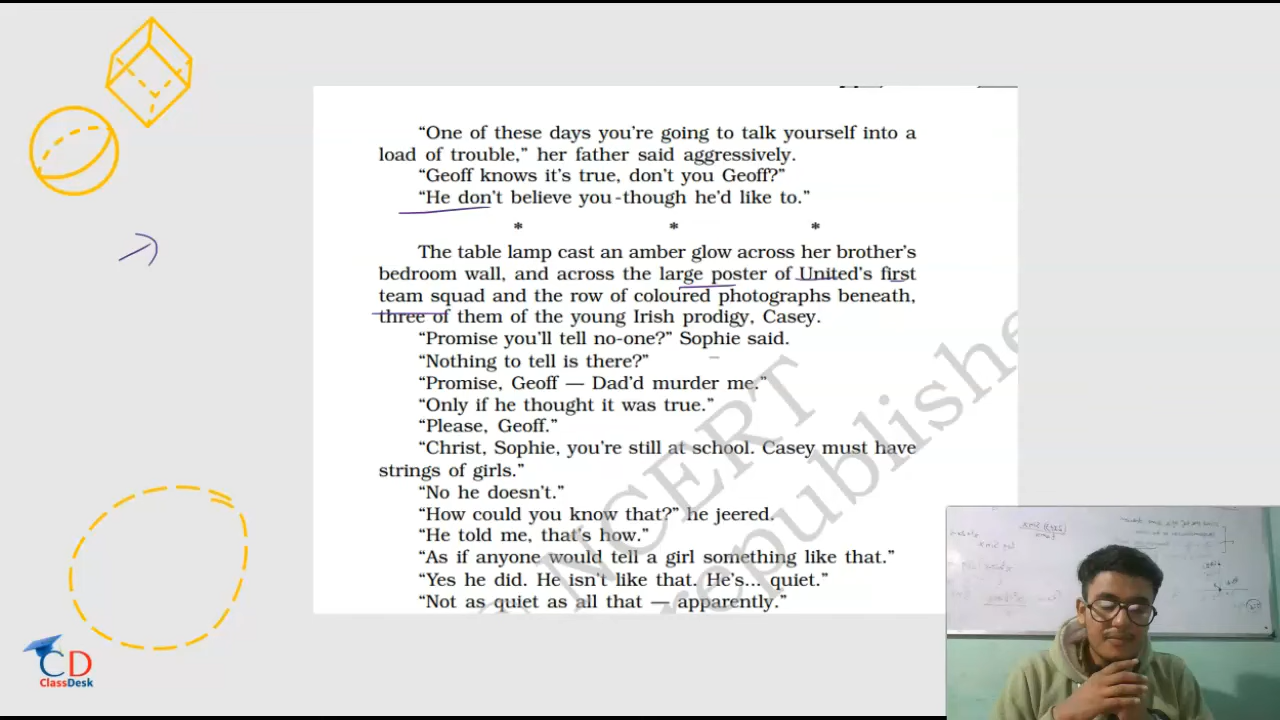 “One of these days you’re going to talk yourself into a
load of trouble,” her father said aggressively.
“Geoff knows it’s true, don’t you Geoff?”
“He don’t believe you-though he’d like to.”
* * *
The table lamp cast an amber glow across her brother’s
bedroom wall, and across the large poster of United’s first
team squad and the row of coloured photographs beneath,
three of them of the young Irish prodigy, Casey.
“Promise you’ll tell no-one?” Sophie said.
“Nothing to tell is there?”
“Promise, Geoff — Dad’d murder me.”
“Only if he thought it was true.”
“Please, Geoff.”
“Christ, Sophie, you’re still at school. Casey must have
strings of girls.”
“No he doesn’t.”
“How could you know that?” he jeered.
“He told me, that’s how.”
“As if anyone would tell a girl something like that.”
“Yes he did. He isn’t like that. He’s... quiet.”
“Not as quiet as all that — apparently.”
NCERT
republishe
CD
ClassDesk